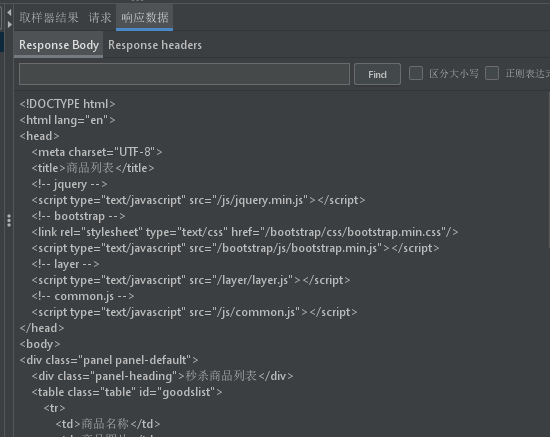 取样器结果 请求 响应数据
Response Body Response headers
Find 区分大小写 正则表达式
<!DOCTYPE html>
<html lang="en">
<head>
<meta charset="UTF-8">
<title>商品列表</title>
<!-- jquery -->
<script type="text/javascript" src="/js/jquery.min.js"></script>
<!-- bootstrap -->
<link rel="stylesheet" type="text/css" href="/bootstrap/css/bootstrap.min.css"/>
<script type="text/javascript" src="/bootstrap/js/bootstrap.min.js"></script>
<!-- layer -->
<script type="text/javascript" src="/layer/layer.js"></script>
<!-- common.js -->
<script type="text/javascript" src="/js/common.js"></script>
</head>
<body>
<div class="panel panel-default">
<div class="panel-heading">秒杀商品列表</div>
<table class="table" id="goodslist">
<tr>
<td>商品名称</td>